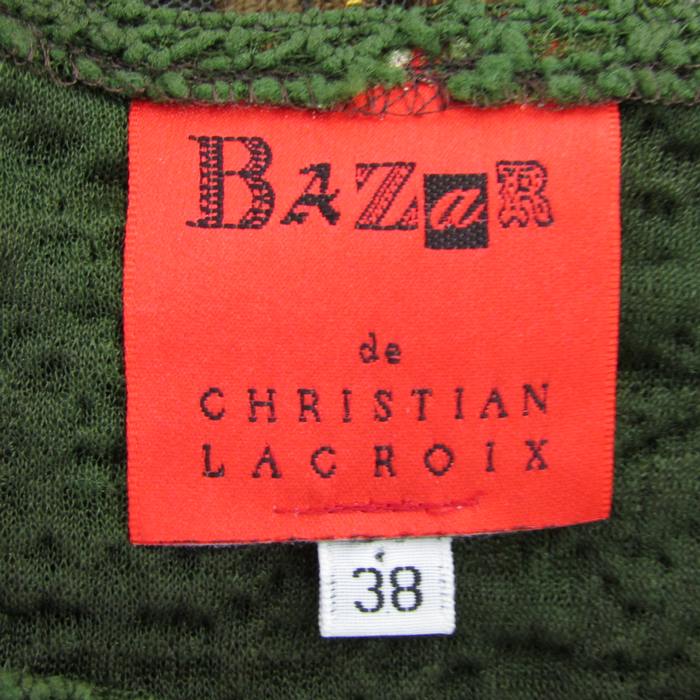 BAZaR
de
CHRISTIAN
LACROIX
38